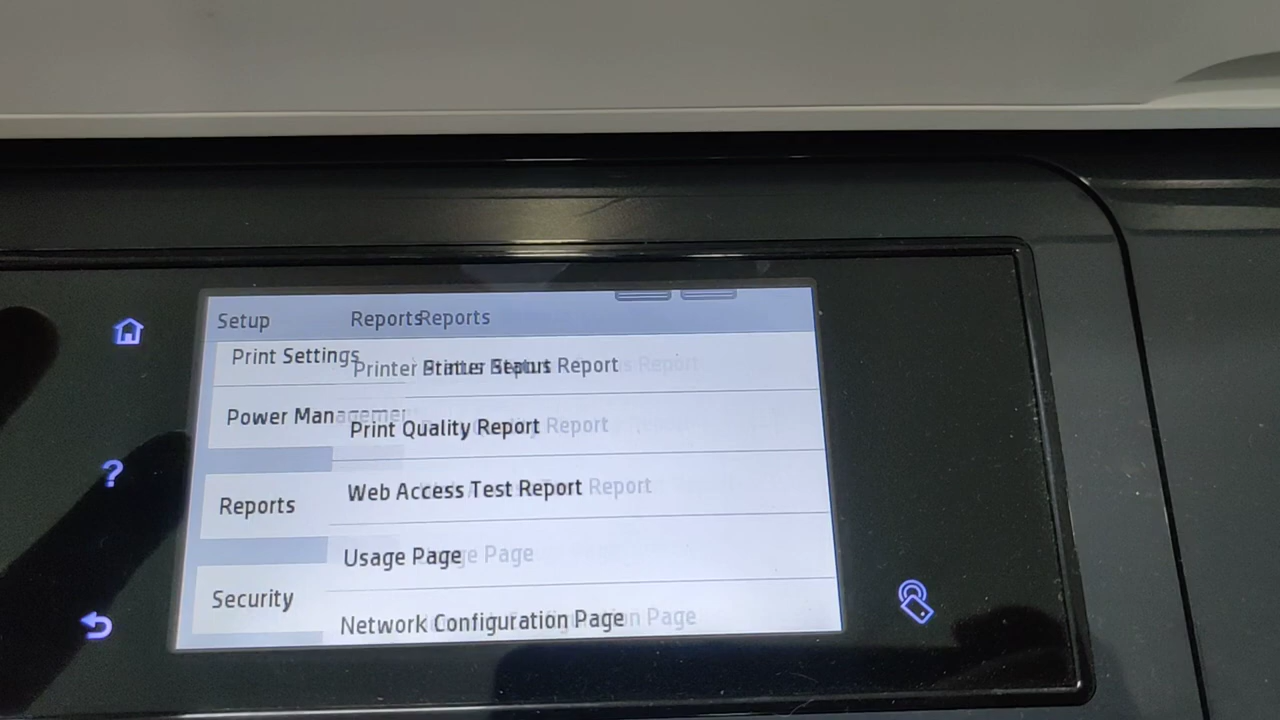 Setup
Reports
Reports
Print Settings
Printer Status Report
Power Managemen
Print Quality Report
Reports
Web Access Test Report
Usage Page
Security
Network Configuration Page